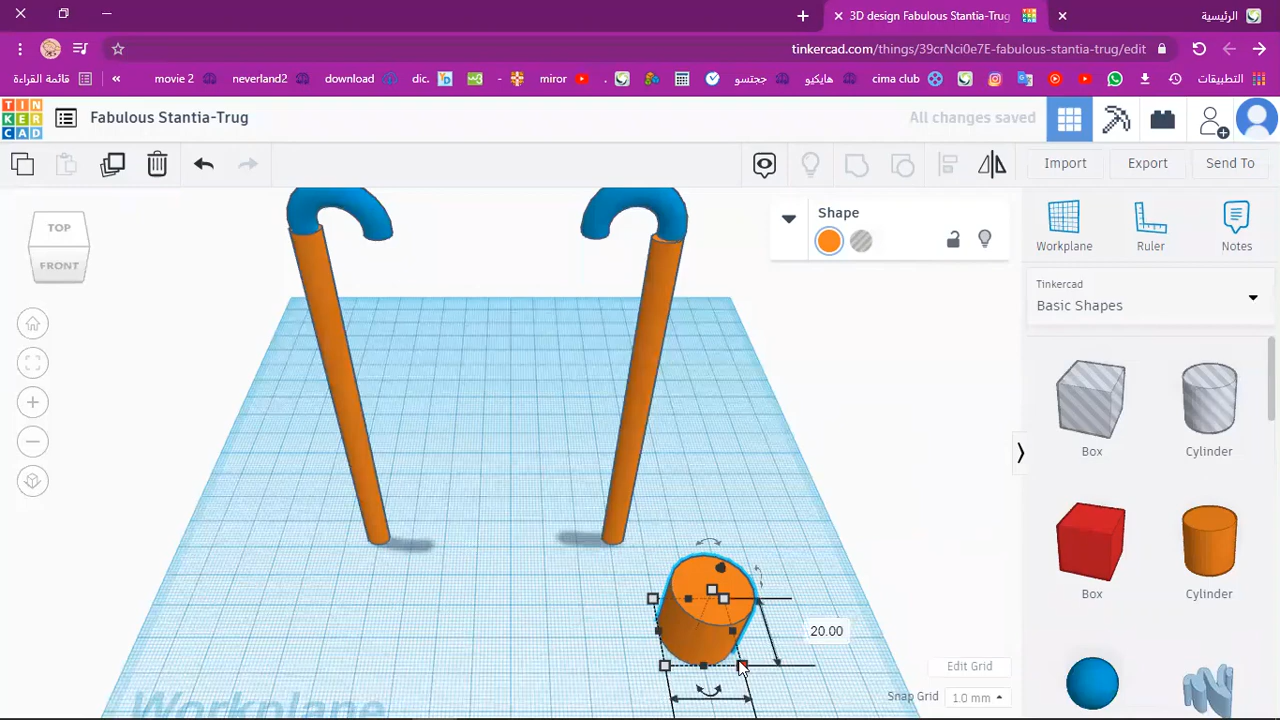 3D design Fabulous Stantia-Trug
الرئيسية
tinkercad.com/things/39crNci0e7E-fabulous-stantia-trug/edit
قائمة القراءة « movie 2 neverland2 download dic. miror ججتسو هايكيو cima club التطبيقات
TIN
KER
CAD
Fabulous Stantia-Trug
All changes saved
Import Export Send To
TOP
FRONT
Shape
Workplane Ruler Notes
Tinkercad
Basic Shapes
Box Cylinder
Box Cylinder
20.00
Edit Grid
Snap Grid 1.0 mm
Workplane